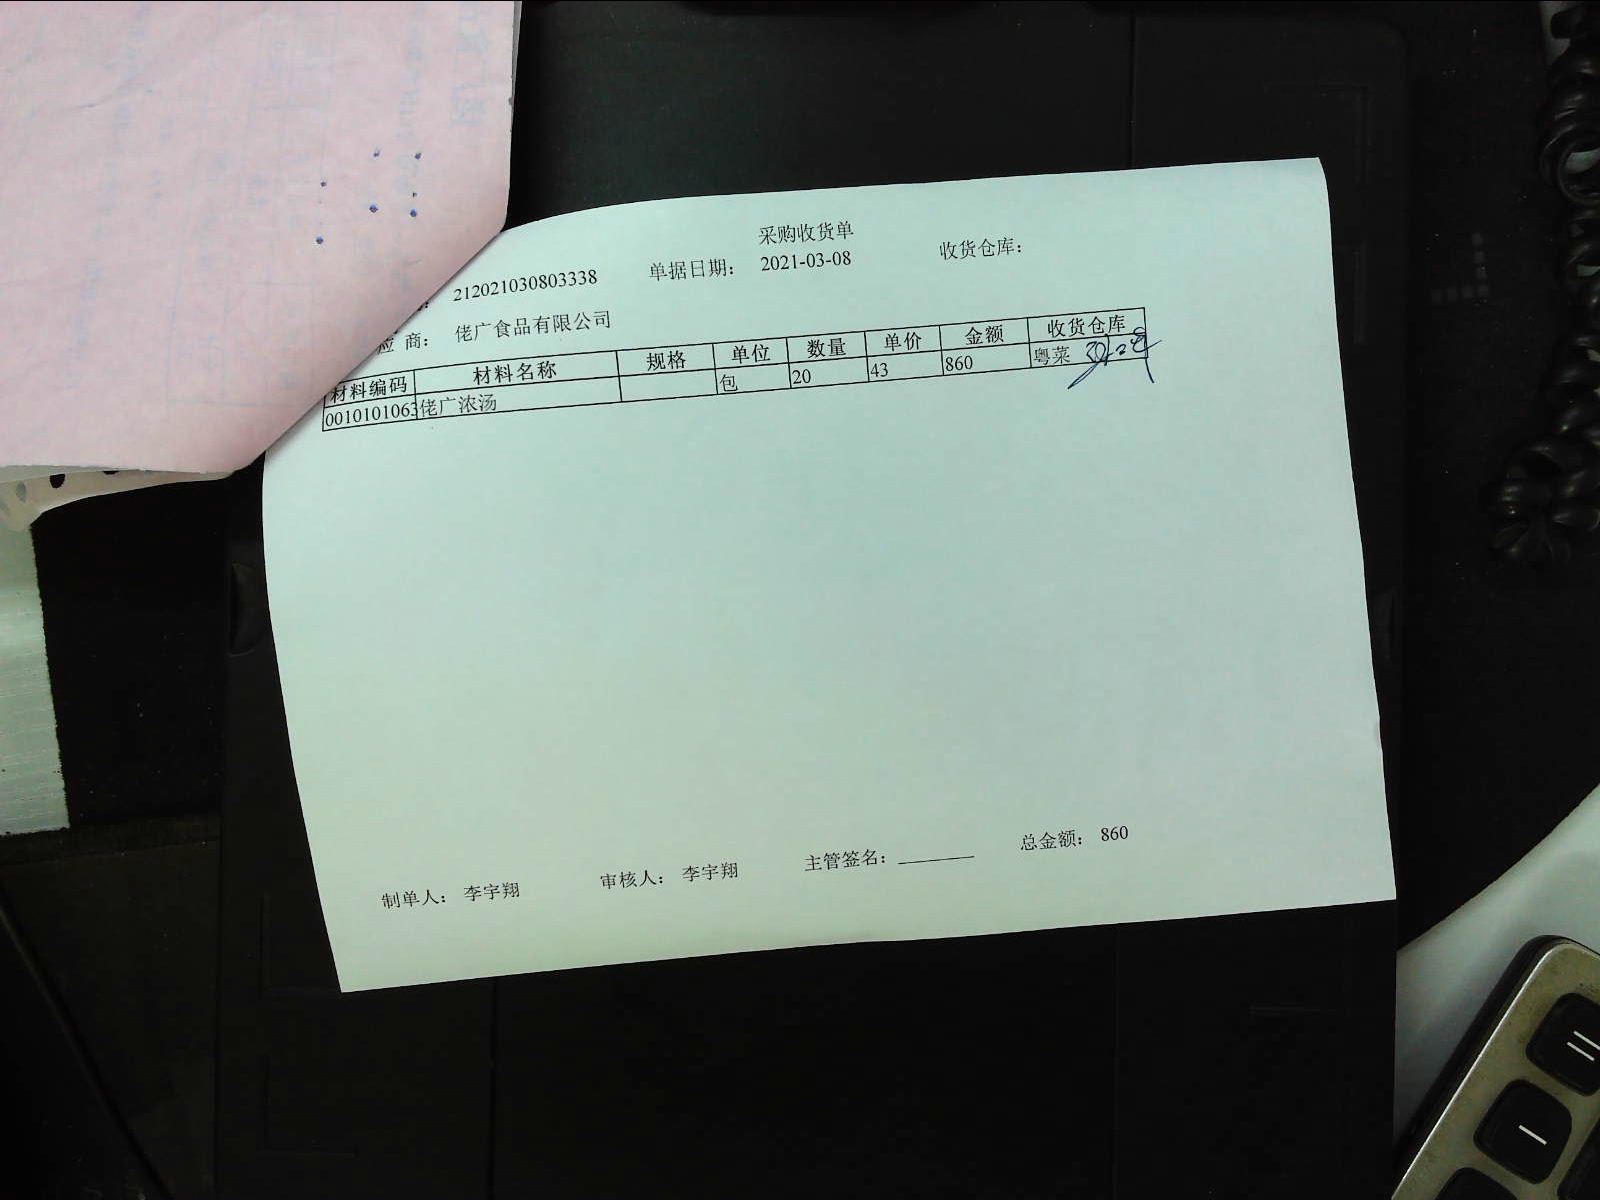 采购收货单
212021030803338 单据日期： 2021-03-08 收货仓库：
应商： 佬广食品有限公司
材料编码 材料名称 规格 单位 数量 单价 金额 收货仓库
0010101063 佬广浓汤 包 20 43 860 粤菜
制单人： 李宇翔 审核人： 李宇翔 主管签名： 总金额： 860